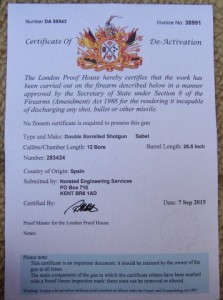 Number DA 55543
Invoice No: 38991
Certificate Of De-Activation
The London Proof House hereby certifies that the work has
been carried out on the firearm described below in a manner
approved by the Secretary of State under Section 8 of the
Firearms (Amendment) Act 1988 for rendering it incapable of
discharging any shot, bullet or other missile.
No firearm certificate is required to possess this gun
Type and Make: Double Barrelled Shotgun Sabel
Calibre/Chamber Length: 12 Bore
Barrel Length: 26.5 Inch
Number: 283424
Country of Origin: Spain
Submitted by: Norsted Engineering Services
PO Box 716
KENT BR6 1AD
Certified By:
Date: 7 Sep 2015
Proof Master for the London Proof House
Please note:
This certificate is an important document; it should be retained by the owner of the
gun at all times.
The main components of the gun to which this certificate refers have been marked
with a Proof House inspection mark; these must not be removed or altered.